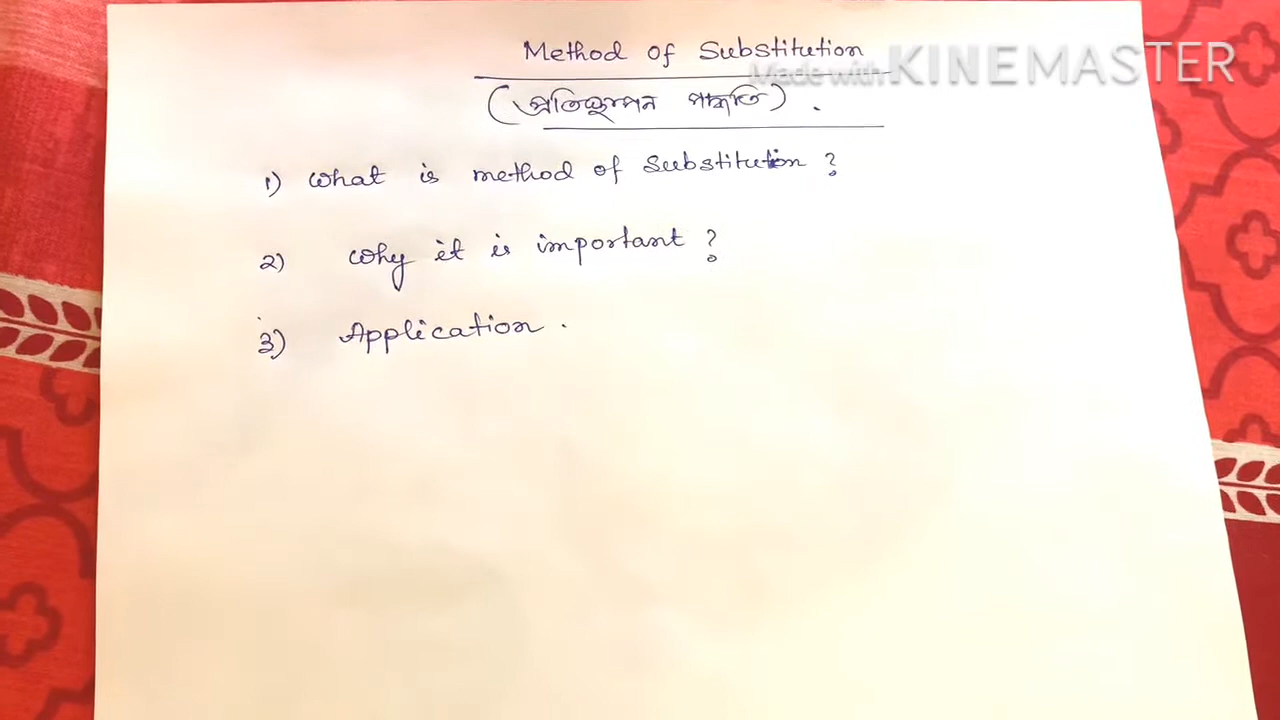 Method of Substitution
Made with KINEMASTER
(প্রতিস্থাপন পদ্ধতি).
1) What is method of Substitution ?
2) Why it is important ?
3) Application .